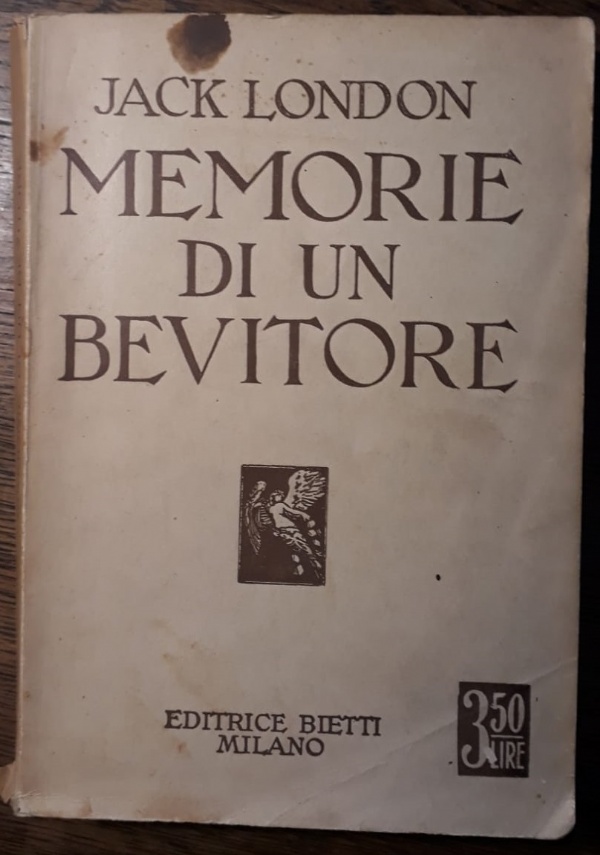 JACK LONDON
MEMORIE
DI UN
BEVITORE
EDITRICE BIETTI
MILANO
3,50
LIRE